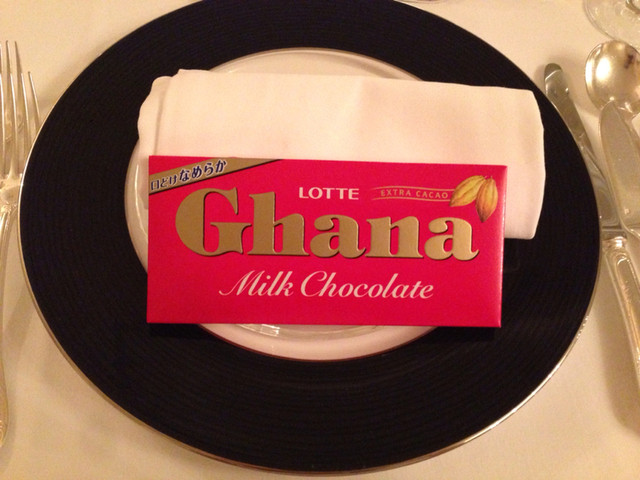 口どけなめらか
LOTTE
EXTRA CACAO
Ghana
Milk Chocolate